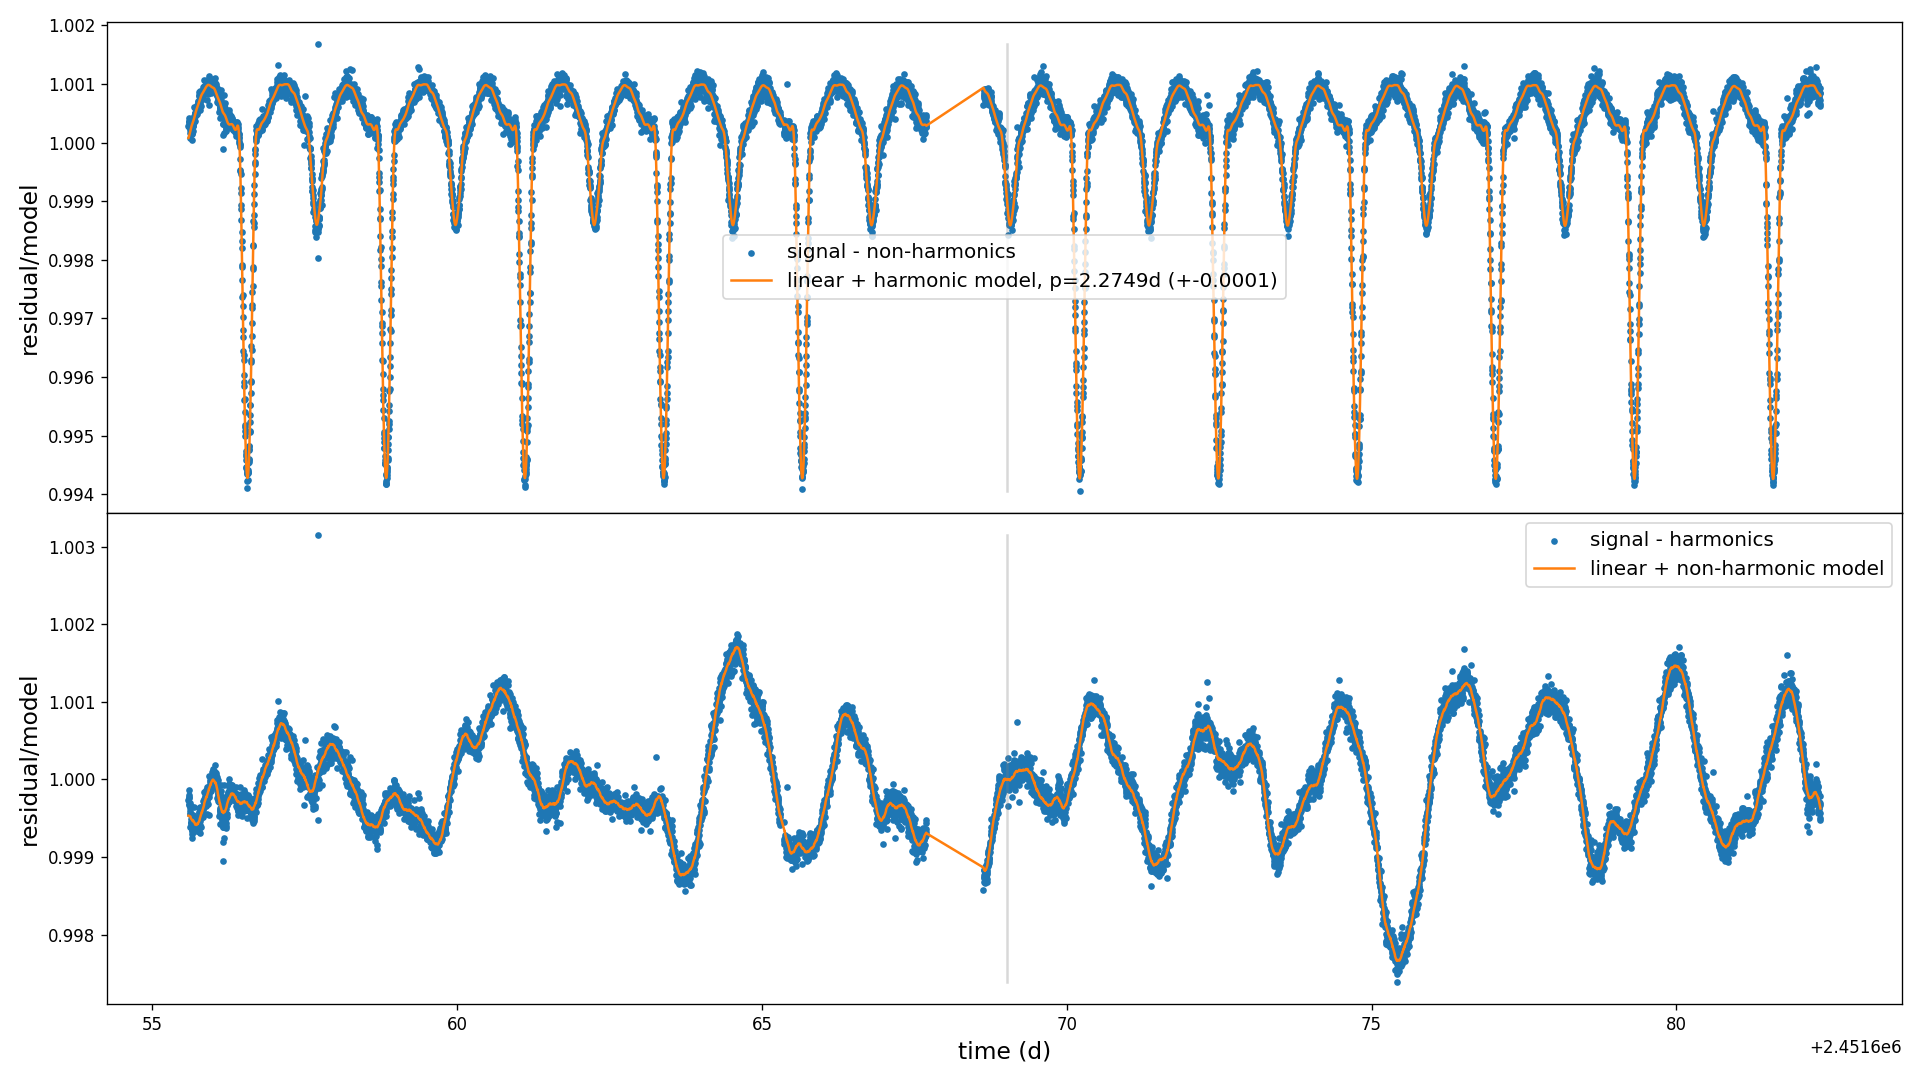 1.002
1.001
1.000
0.999
0.998
0.997
0.996
0.995
0.994
residual/model
signal - non-harmonics
linear + harmonic model, p=2.2749d (+-0.0001)
1.003
1.002
1.001
1.000
0.999
0.998
residual/model
signal - harmonics
linear + non-harmonic model
55 60 65 70 75 80
time (d)
+2.4516e6